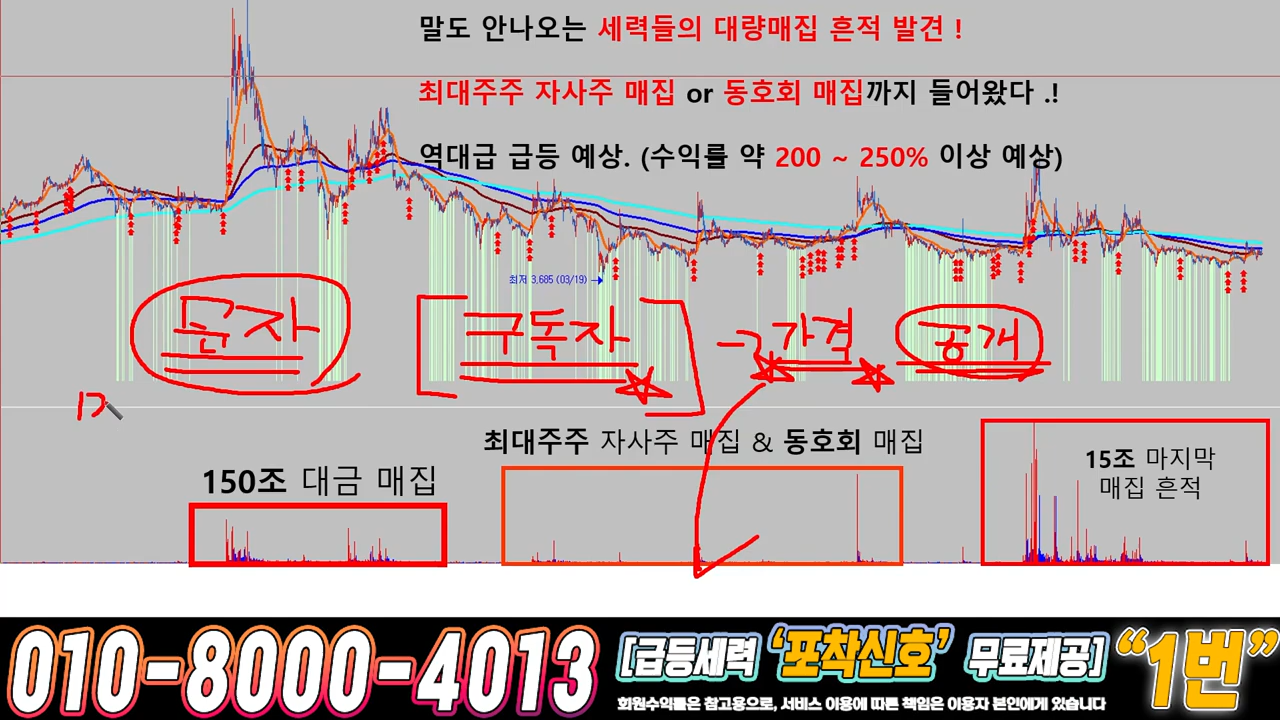 말도 안나오는 세력들의 대량매집 흔적 발견 !
최대주주 자사주 매집 or 동호회 매집까지 들어왔다 .!
역대급 급등 예상. (수익률 약 200 ~ 250% 이상 예상)
최저 3,685 (03/19)
문자
구독자
가격
공개
최대주주 자사주 매집 & 동호회 매집
150조 대금 매집
15조 마지막
매집 흔적
010-8000-4013
[급등세력 '포착신호' 무료제공] "1번"
회원수익률은 참고용으로, 서비스 이용에 따른 책임은 이용자 본인에게 있습니다